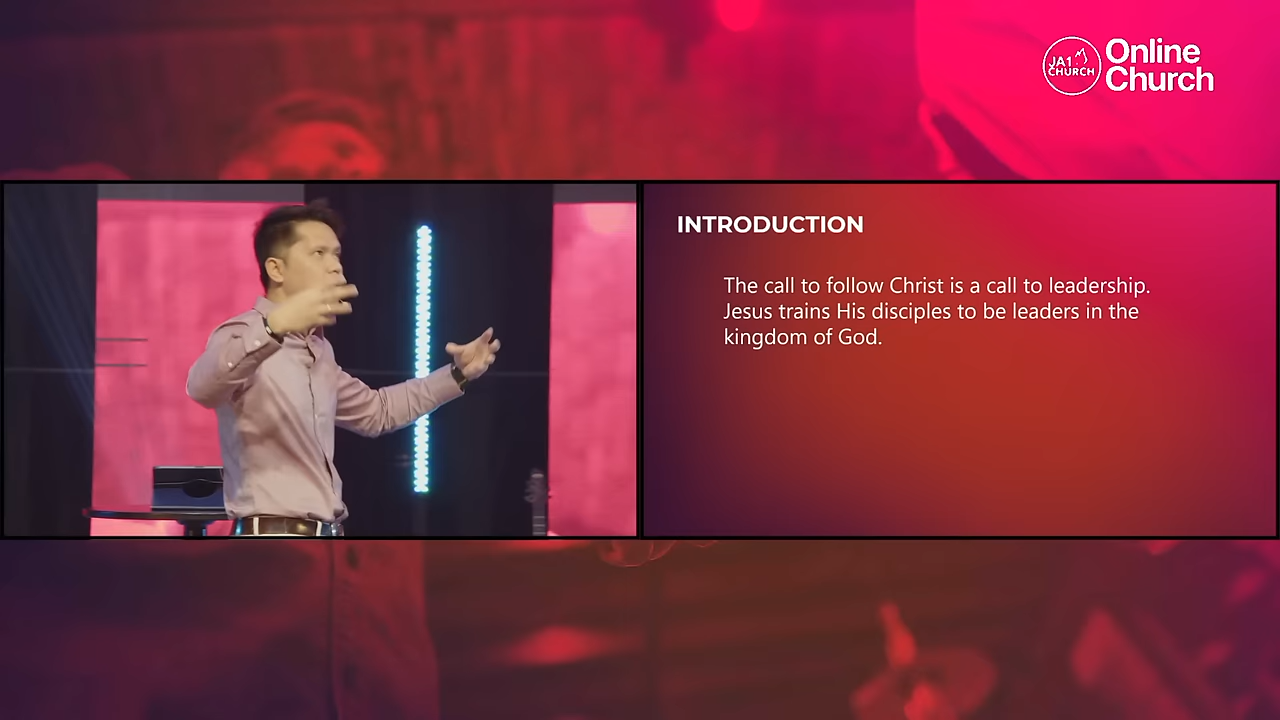 JA1
CHURCH
Online
Church
INTRODUCTION
The call to follow Christ is a call to leadership.
Jesus trains His disciples to be leaders in the
kingdom of God.